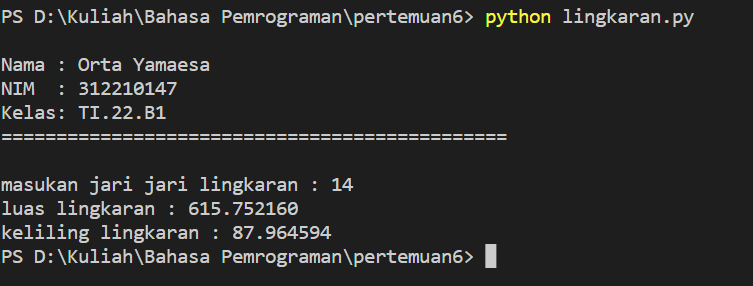 PS D:\Kuliah\Bahasa Pemrograman\pertemuan6> python lingkaran.py
Nama : Orta Yamaesa
NIM  : 312210147
Kelas: TI.22.B1
==============================================
masukan jari jari lingkaran : 14
luas lingkaran : 615.752160
keliling lingkaran : 87.964594
PS D:\Kuliah\Bahasa Pemrograman\pertemuan6>